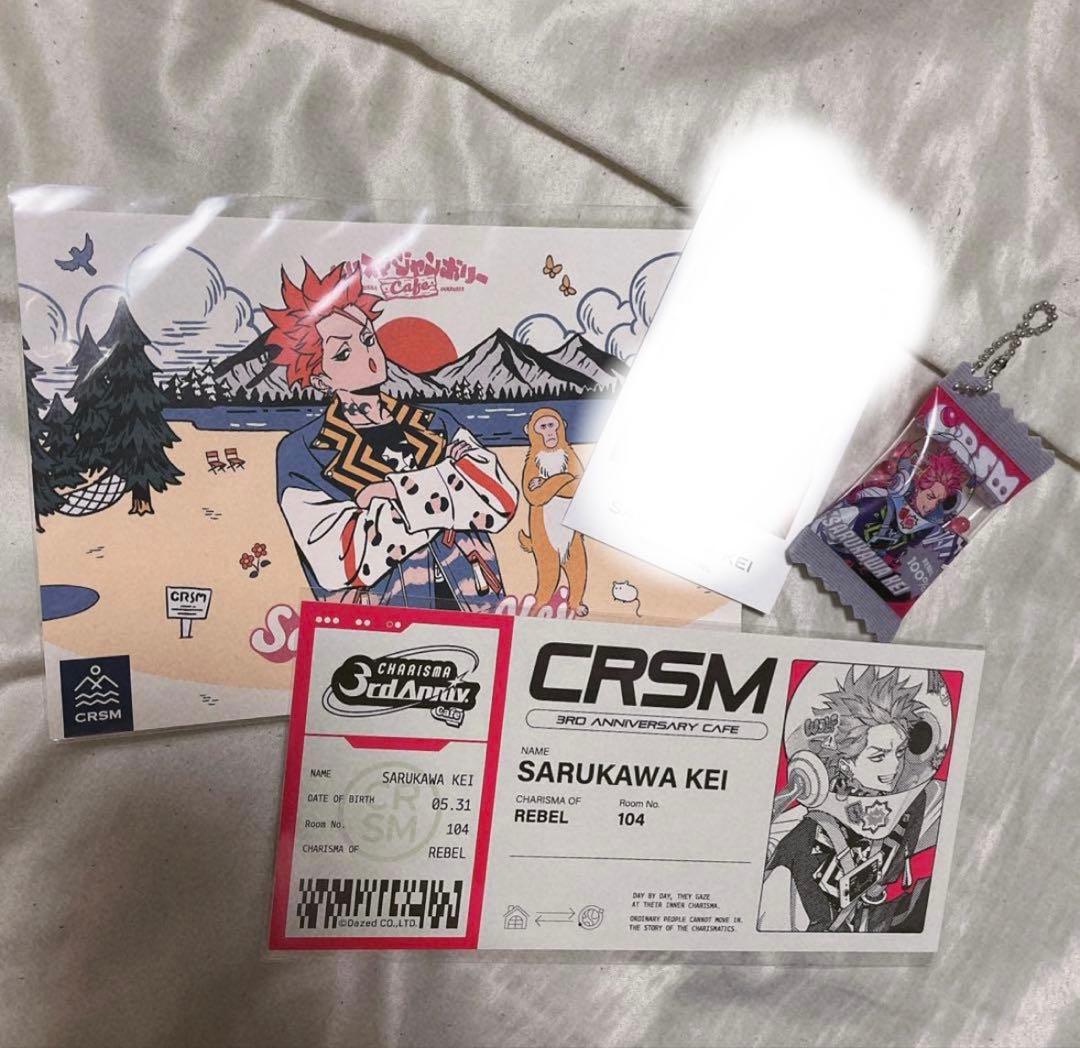 Cafe
CRSM
CRSM
CRSM
SARUKAWA KEI
CHARISMA
3rd Anniv.
Cafe
NAME SARUKAWA KEI
DATE OF BIRTH 05.31
Room No. 104
CHARISMA OF REBEL
CR
SM
©Dazed CO.,LTD.
CRSM
3RD ANNIVERSARY CAFE
NAME
SARUKAWA KEI
CHARISMA OF Room No.
REBEL 104
DAY BY DAY, THEY GAZE
AT THEIR INNER CHARISMA.
ORDINARY PEOPLE CANNOT MOVE IN
THE STORY OF THE CHARISMATICS.